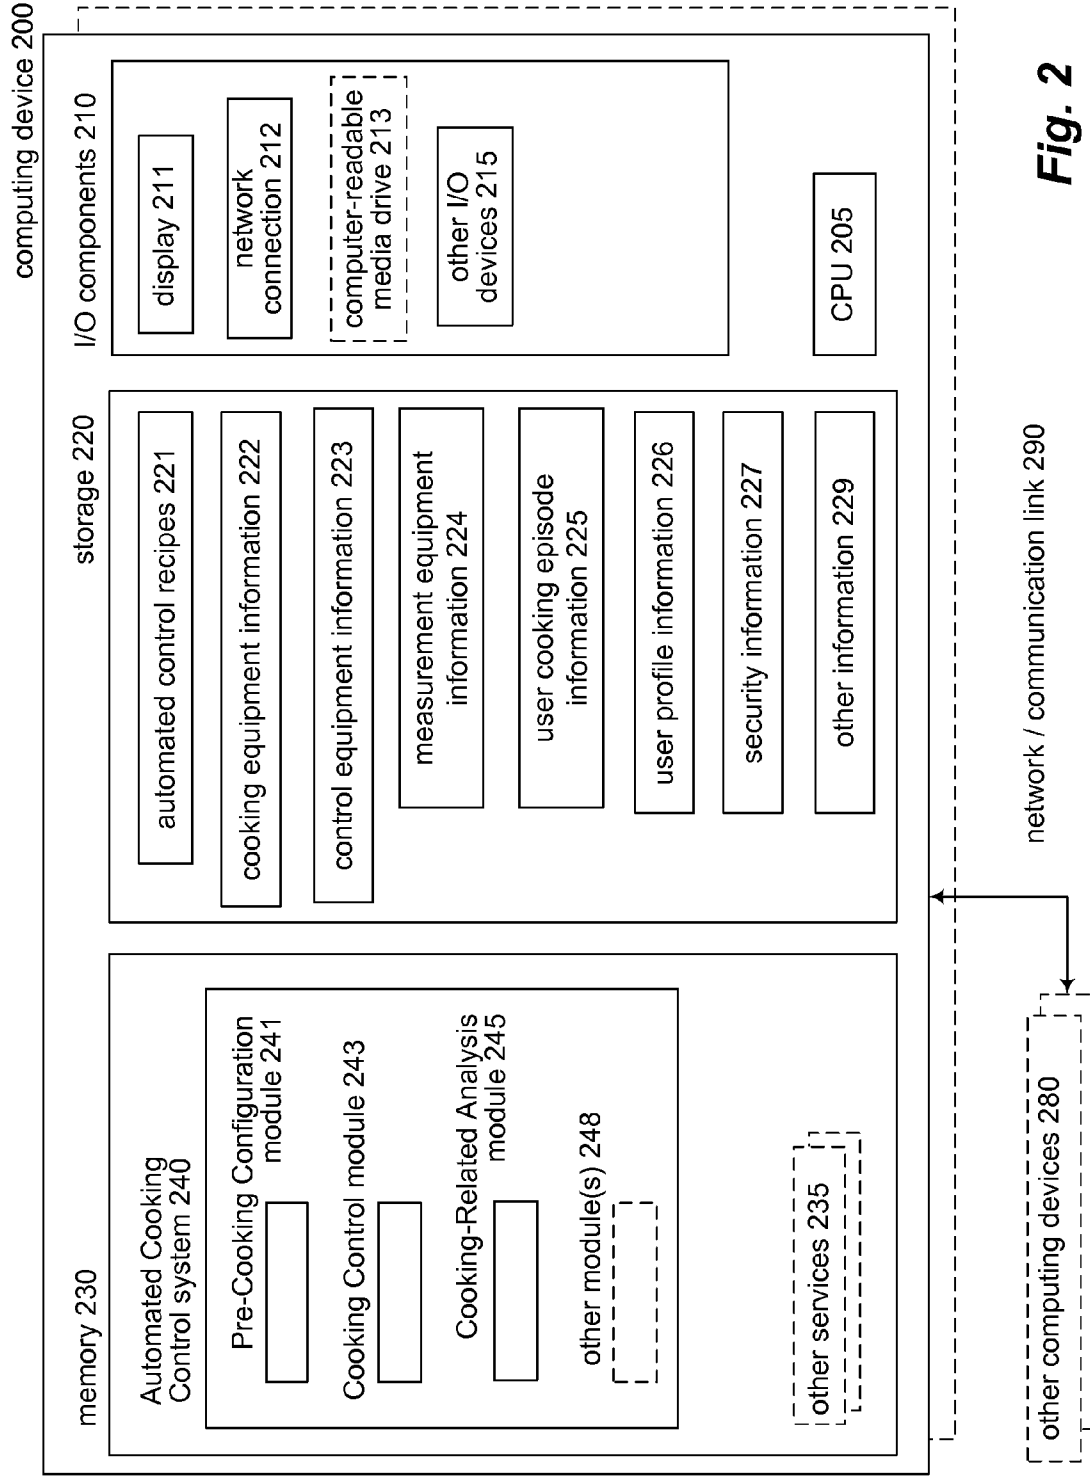 computing device 200
memory 230
Automated Cooking
Control system 240
Pre-Cooking Configuration
module 241
Cooking Control module 243
Cooking-Related Analysis
module 245
other module(s) 248
other services 235
storage 220
automated control recipes 221
cooking equipment information 222
control equipment information 223
measurement equipment
information 224
user cooking episode
information 225
user profile information 226
security information 227
other information 229
I/O components 210
display 211
network
connection 212
computer-readable
media drive 213
other I/O
devices 215
CPU 205
other computing devices 280
network / communication link 290
Fig. 2